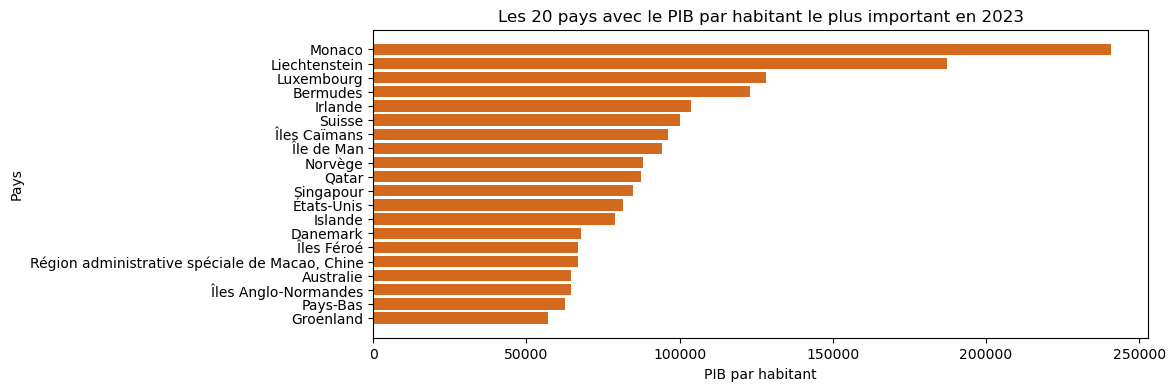 Les 20 pays avec le PIB par habitant le plus important en 2023
Pays
Monaco
Liechtenstein
Luxembourg
Bermudes
Irlande
Suisse
Îles Caïmans
Île de Man
Norvège
Qatar
Singapour
États-Unis
Islande
Danemark
Îles Féroé
Région administrative spéciale de Macao, Chine
Australie
Îles Anglo-Normandes
Pays-Bas
Groenland
0 50000 100000 150000 200000 250000
PIB par habitant